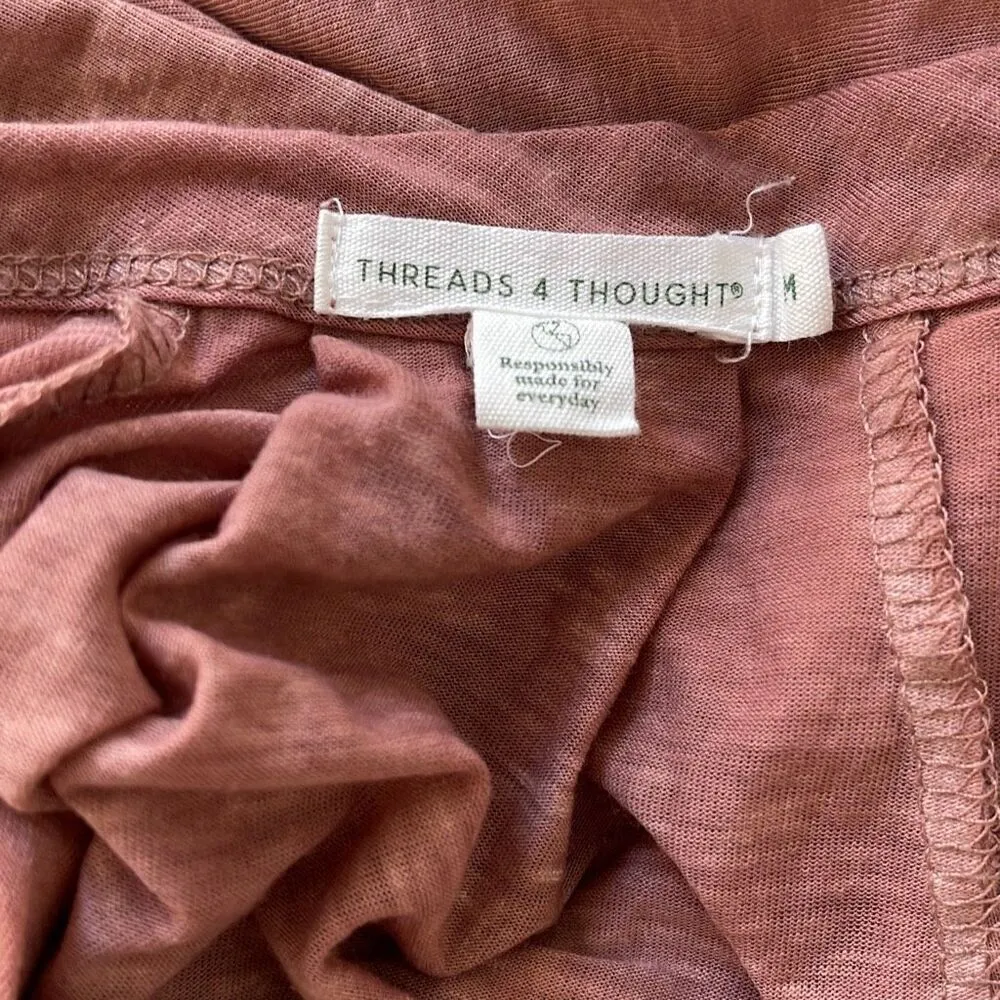 THREADS 4 THOUGHT®
M
Responsibly
made for
everyday